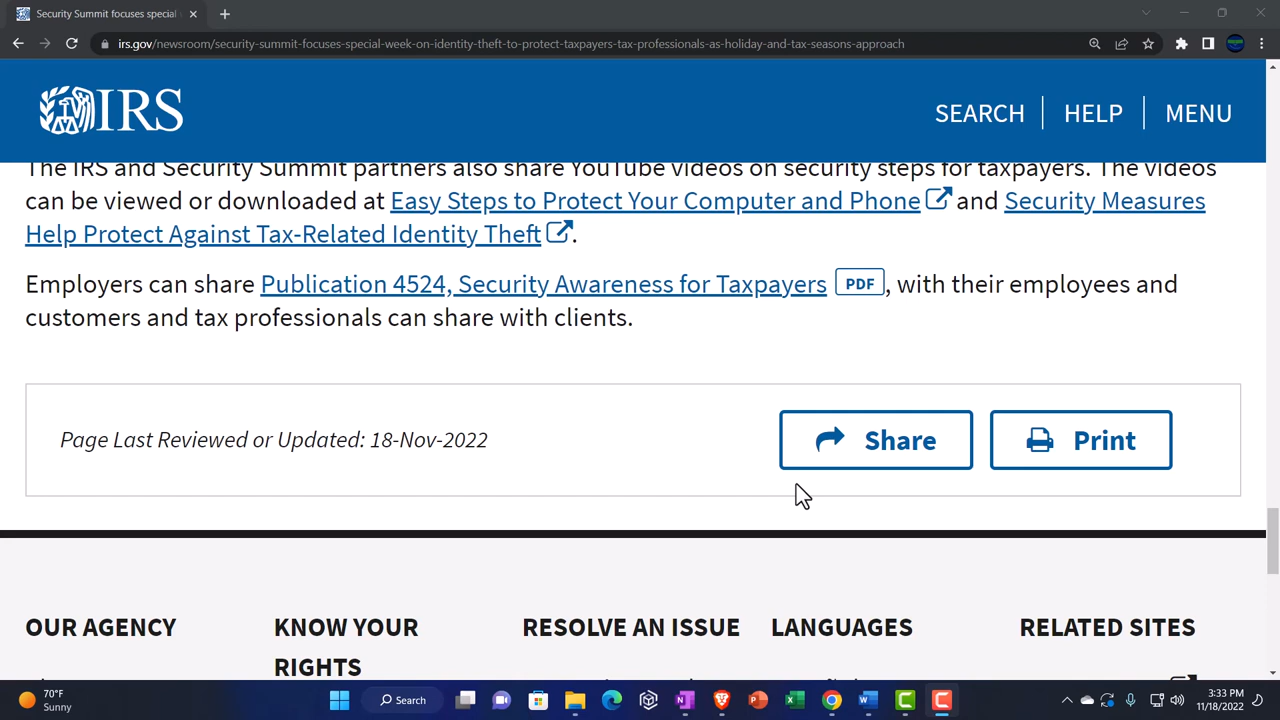 Security Summit focuses special
irs.gov/newsroom/security-summit-focuses-special-week-on-identity-theft-to-protect-taxpayers-tax-professionals-as-holiday-and-tax-seasons-approach
IRS
SEARCH
HELP
MENU
The IRS and Security Summit partners also share YouTube videos on security steps for taxpayers. The videos
can be viewed or downloaded at Easy Steps to Protect Your Computer and Phone and Security Measures
Help Protect Against Tax-Related Identity Theft.
Employers can share Publication 4524, Security Awareness for Taxpayers PDF, with their employees and
customers and tax professionals can share with clients.
Page Last Reviewed or Updated: 18-Nov-2022
Share
Print
OUR AGENCY
KNOW YOUR
RIGHTS
RESOLVE AN ISSUE
LANGUAGES
RELATED SITES
70°F
Sunny
Search
3:33 PM
11/18/2022